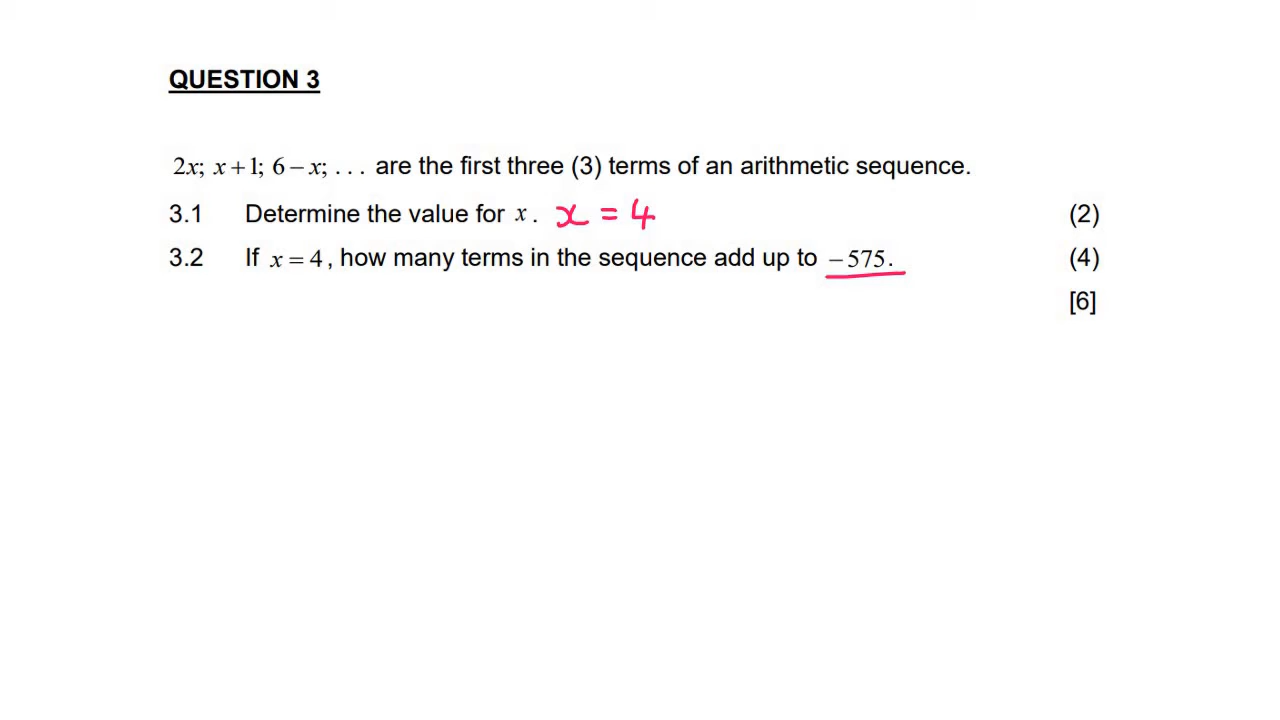 QUESTION 3
2x; x + 1; 6 − x; . . . are the first three (3) terms of an arithmetic sequence.
3.1 Determine the value for x . x = 4 (2)
3.2 If x = 4 , how many terms in the sequence add up to − 575 . (4)
[6]